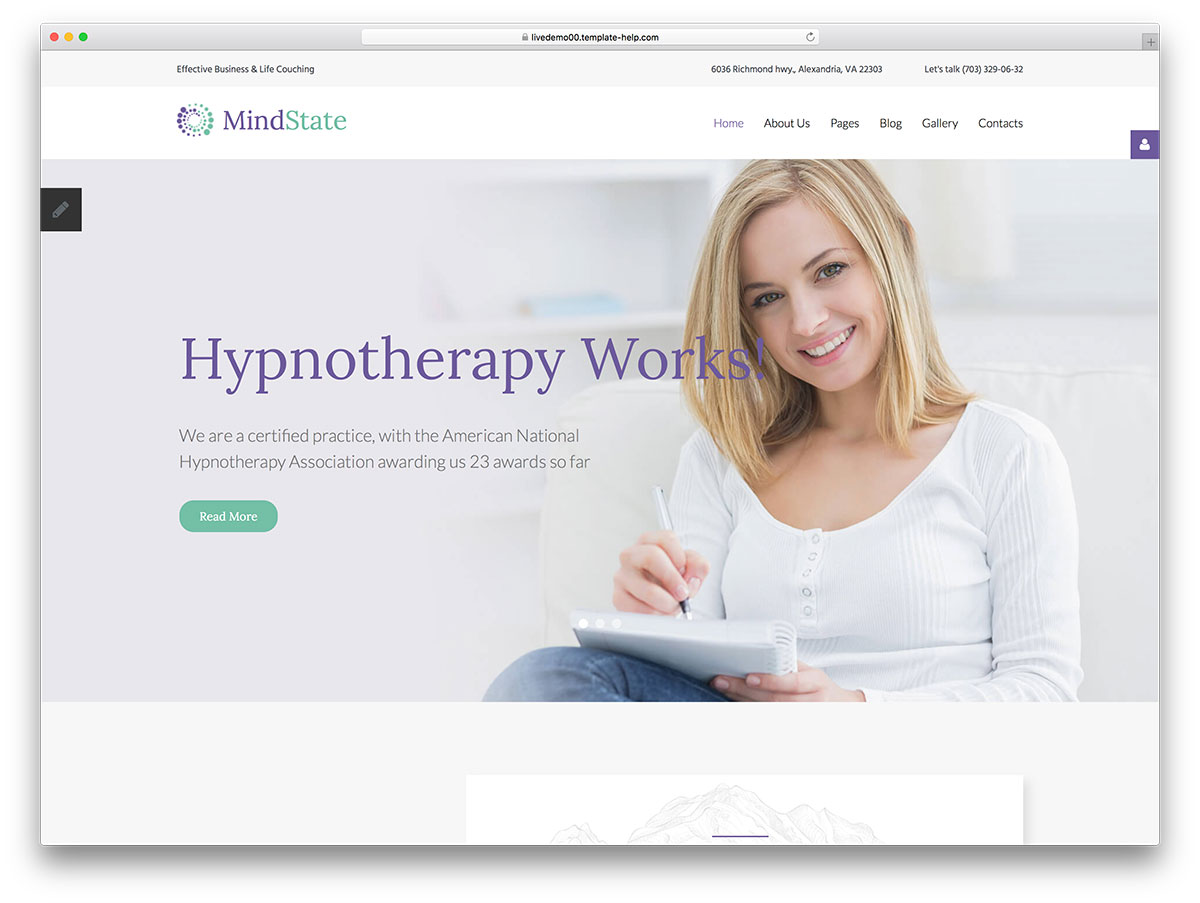 livedemo00.template-help.com
Effective Business & Life Couching
6036 Richmond hwy., Alexandria, VA 22303
Let's talk (703) 329-06-32
MindState
Home
About Us
Pages
Blog
Gallery
Contacts
Hypnotherapy Works!
We are a certified practice, with the American National
Hypnotherapy Association awarding us 23 awards so far
Read More